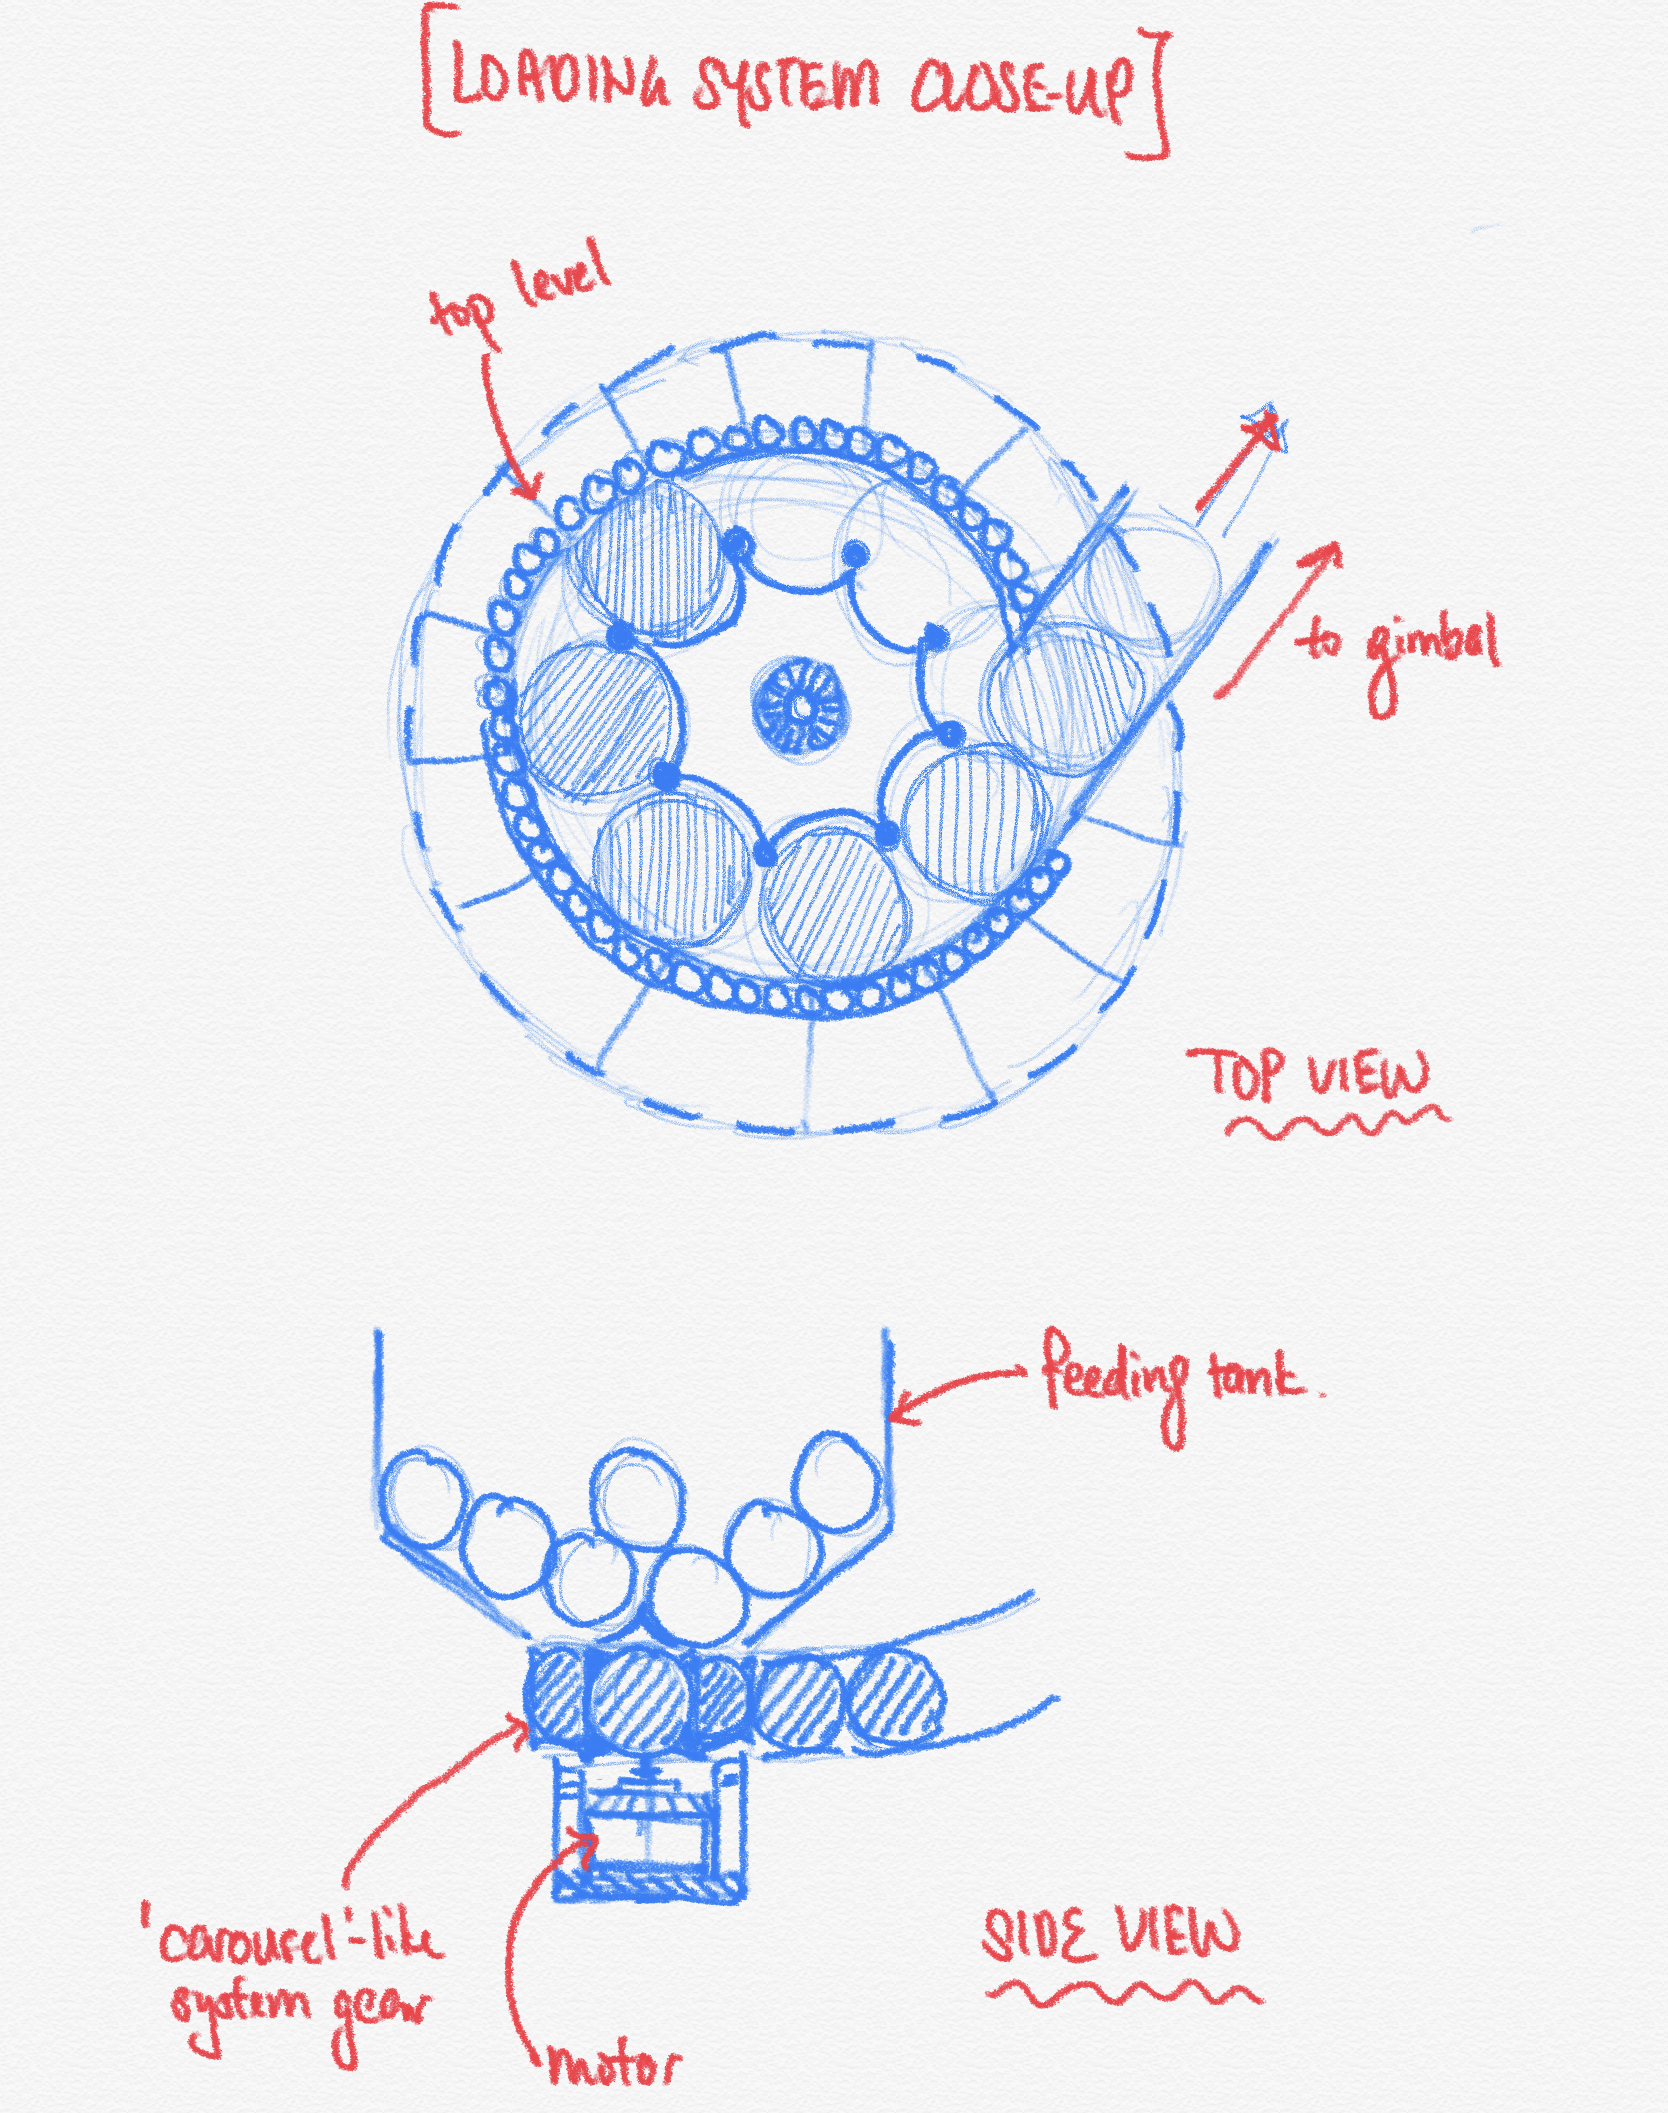 [LOADING SYSTEM CLOSE-UP]
top level
to gimbal
TOP VIEW
feeding tank.
'carousel'-like
system gear
motor
SIDE VIEW